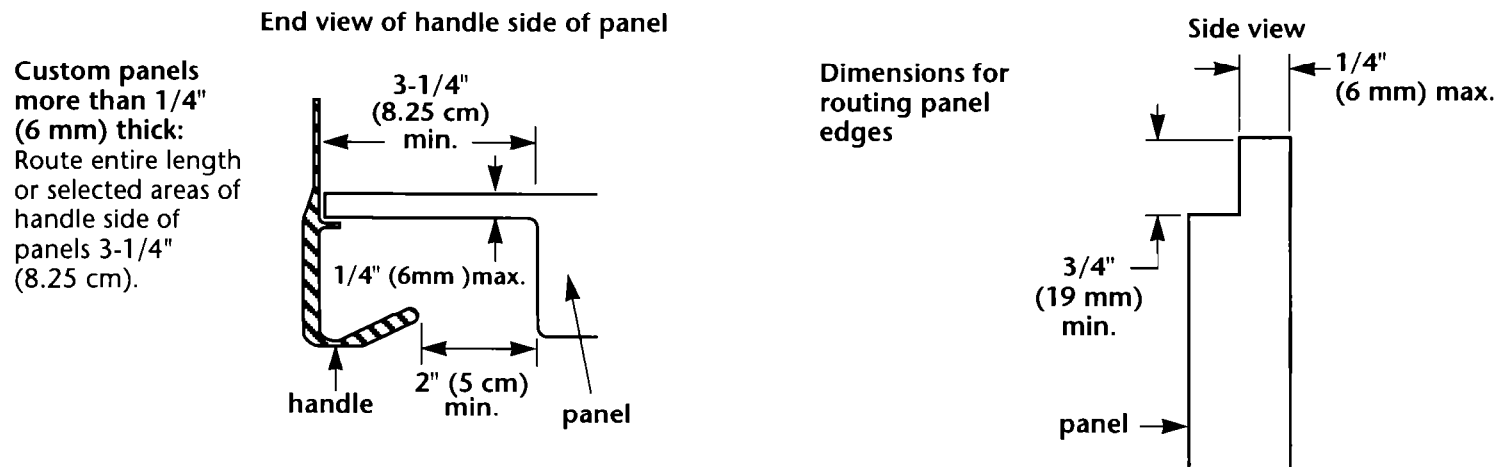 End view of handle side of panel
Custom panels
more than 1/4"
(6 mm) thick:
Route entire length
or selected areas of
handle side of
panels 3-1/4"
(8.25 cm).
3-1/4"
(8.25 cm)
min.
1/4" (6mm )max.
2" (5 cm)
min.
handle
panel
Dimensions for
routing panel
edges
Side view
1/4"
(6 mm) max.
3/4"
(19 mm)
min.
panel